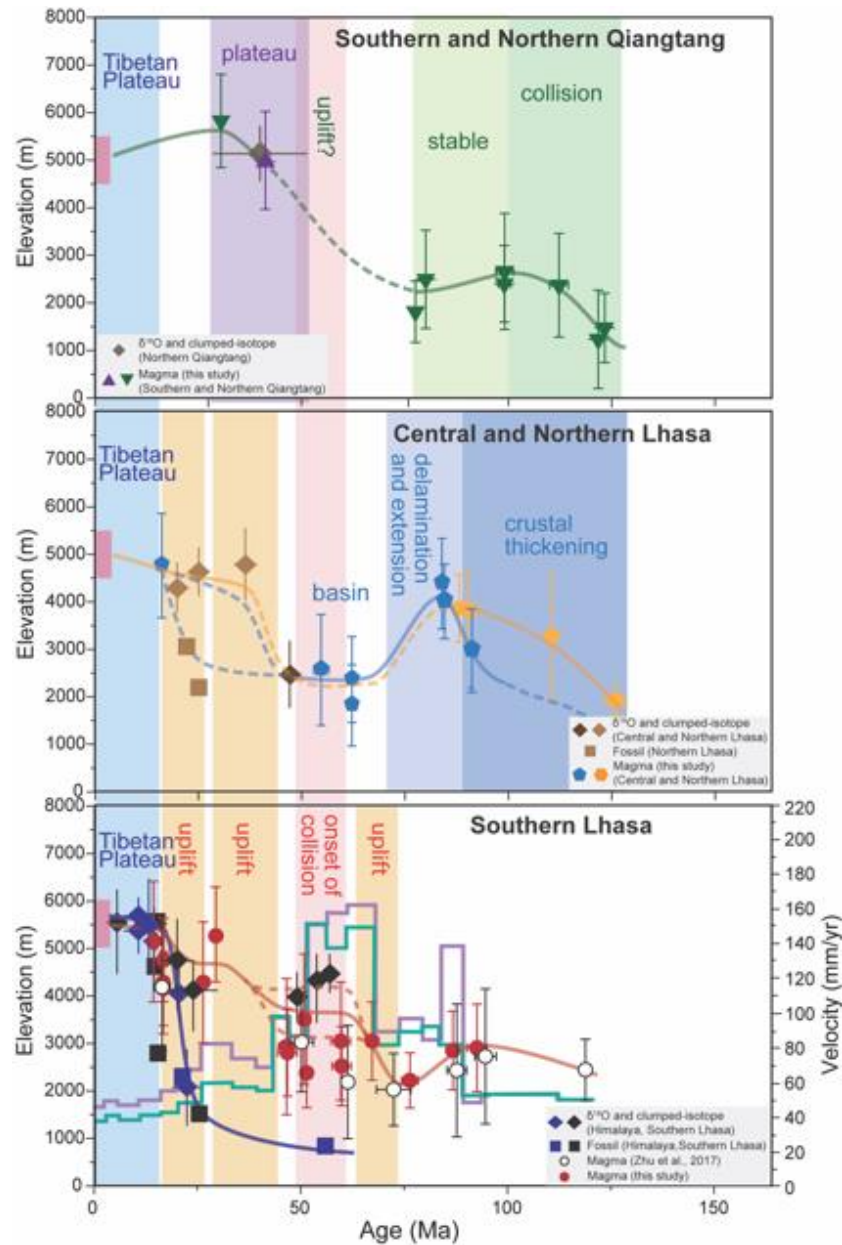 Southern and Northern Qiangtang
Tibetan
Plateau
plateau
uplift?
stable
collision
Elevation (m)
8000
7000
6000
5000
4000
3000
2000
1000
0
δ¹⁸O and clumped-isotope
(Northern Qiangtang)
Magma (this study)
(Southern and Northern Qiangtang)
Central and Northern Lhasa
Tibetan
Plateau
basin
delamination
and extension
crustal
thickening
Elevation (m)
8000
7000
6000
5000
4000
3000
2000
1000
0
δ¹⁸O and clumped-isotope
(Central and Northern Lhasa)
Fossil (Northern Lhasa)
Magma (this study)
(Central and Northern Lhasa)
Southern Lhasa
Tibetan
Plateau
uplift
uplift
onset of
collision
uplift
Elevation (m)
8000
7000
6000
5000
4000
3000
2000
1000
0
220
200
180
160
140
120
100
80
60
40
20
0
Velocity (mm/yr)
δ¹⁸O and clumped-isotope
(Himalaya, Southern Lhasa)
Fossil (Himalaya,Southern Lhasa)
Magma (Zhu et al., 2017)
Magma (this study)
0 50 100 150
Age (Ma)